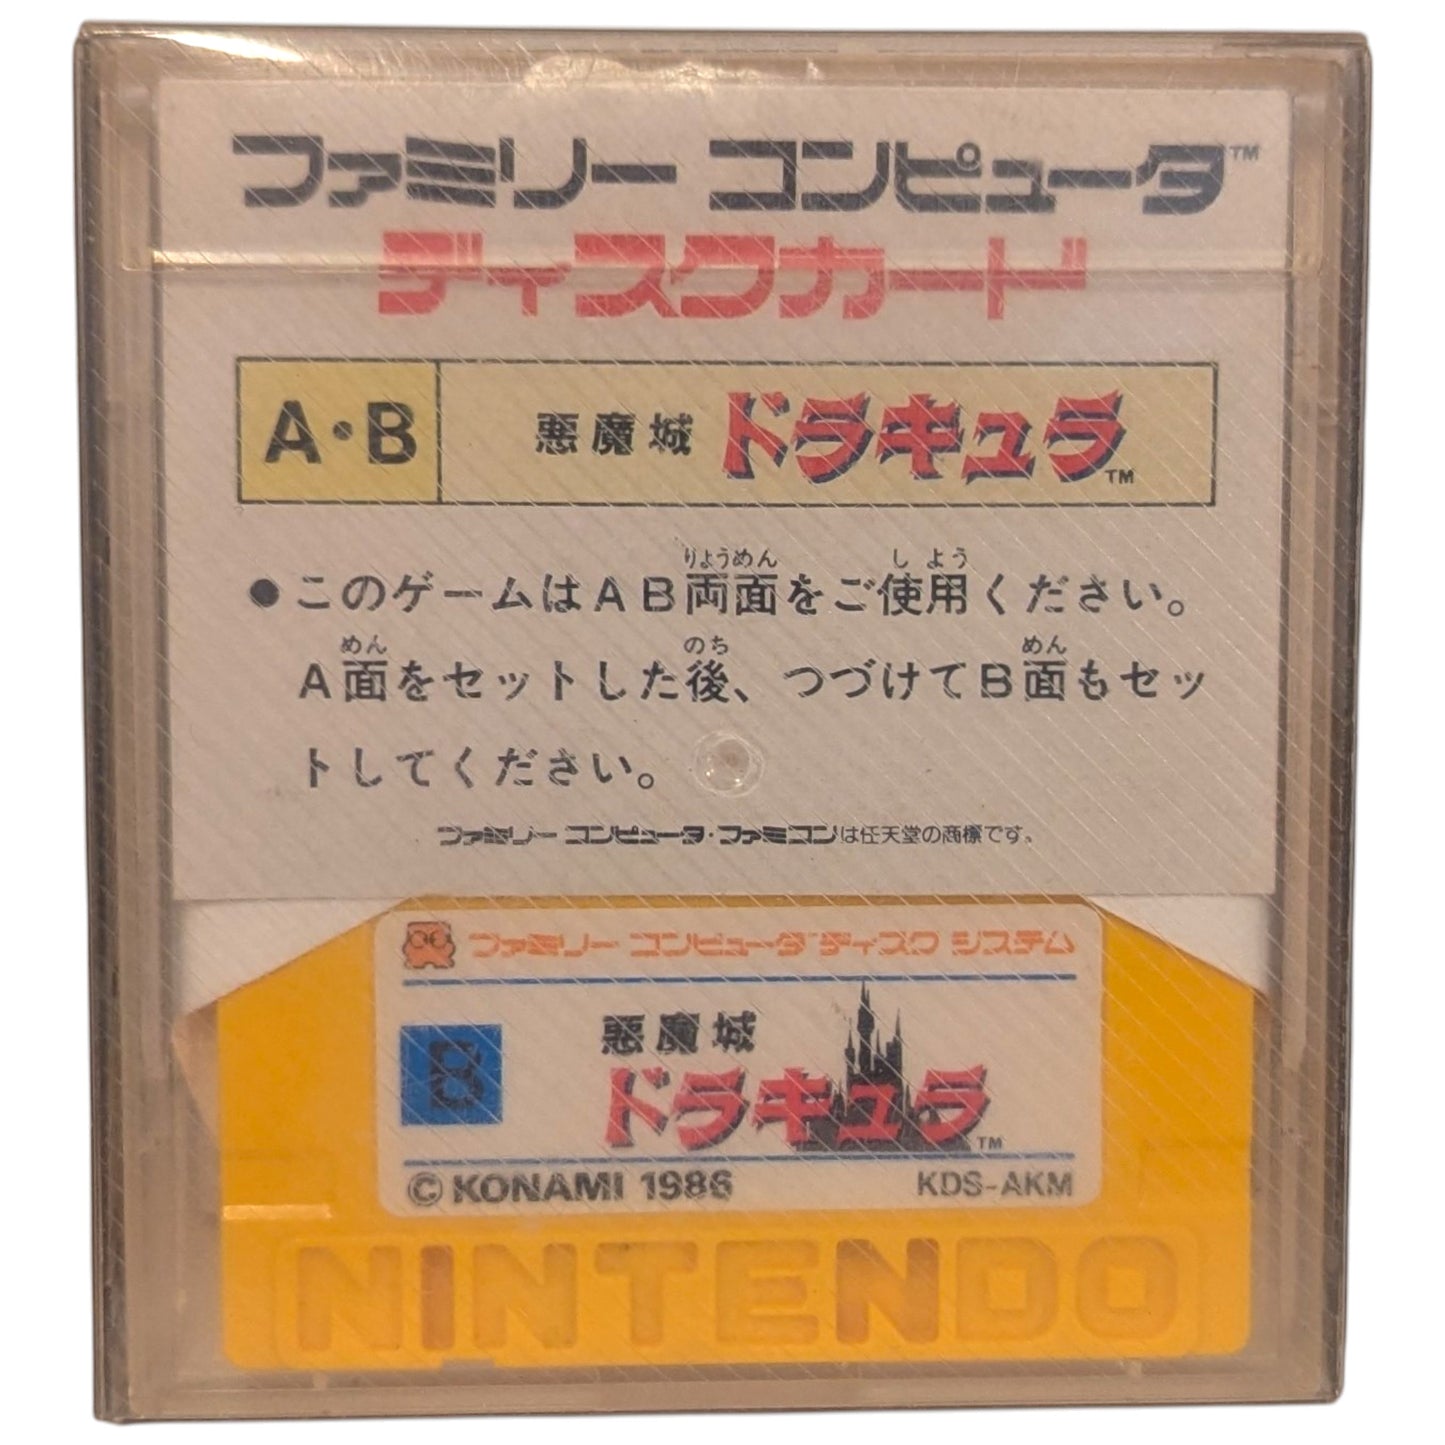 ファミリー コンピュータ™
ディスクカード
A・B 悪魔城 ドラキュラ™
りょうめん し よう
●このゲームはAB両面をご使用ください。
めん のち めん
A面をセットした後、つづけてB面もセッ
トしてください。
ファミリー コンピュータ・ファミコンは任天堂の商標です。
ファミリー コンピュータ ディスク システム
B
悪魔城
ドラキュラ™
© KONAMI 1986 KDS-AKM
NINTENDO